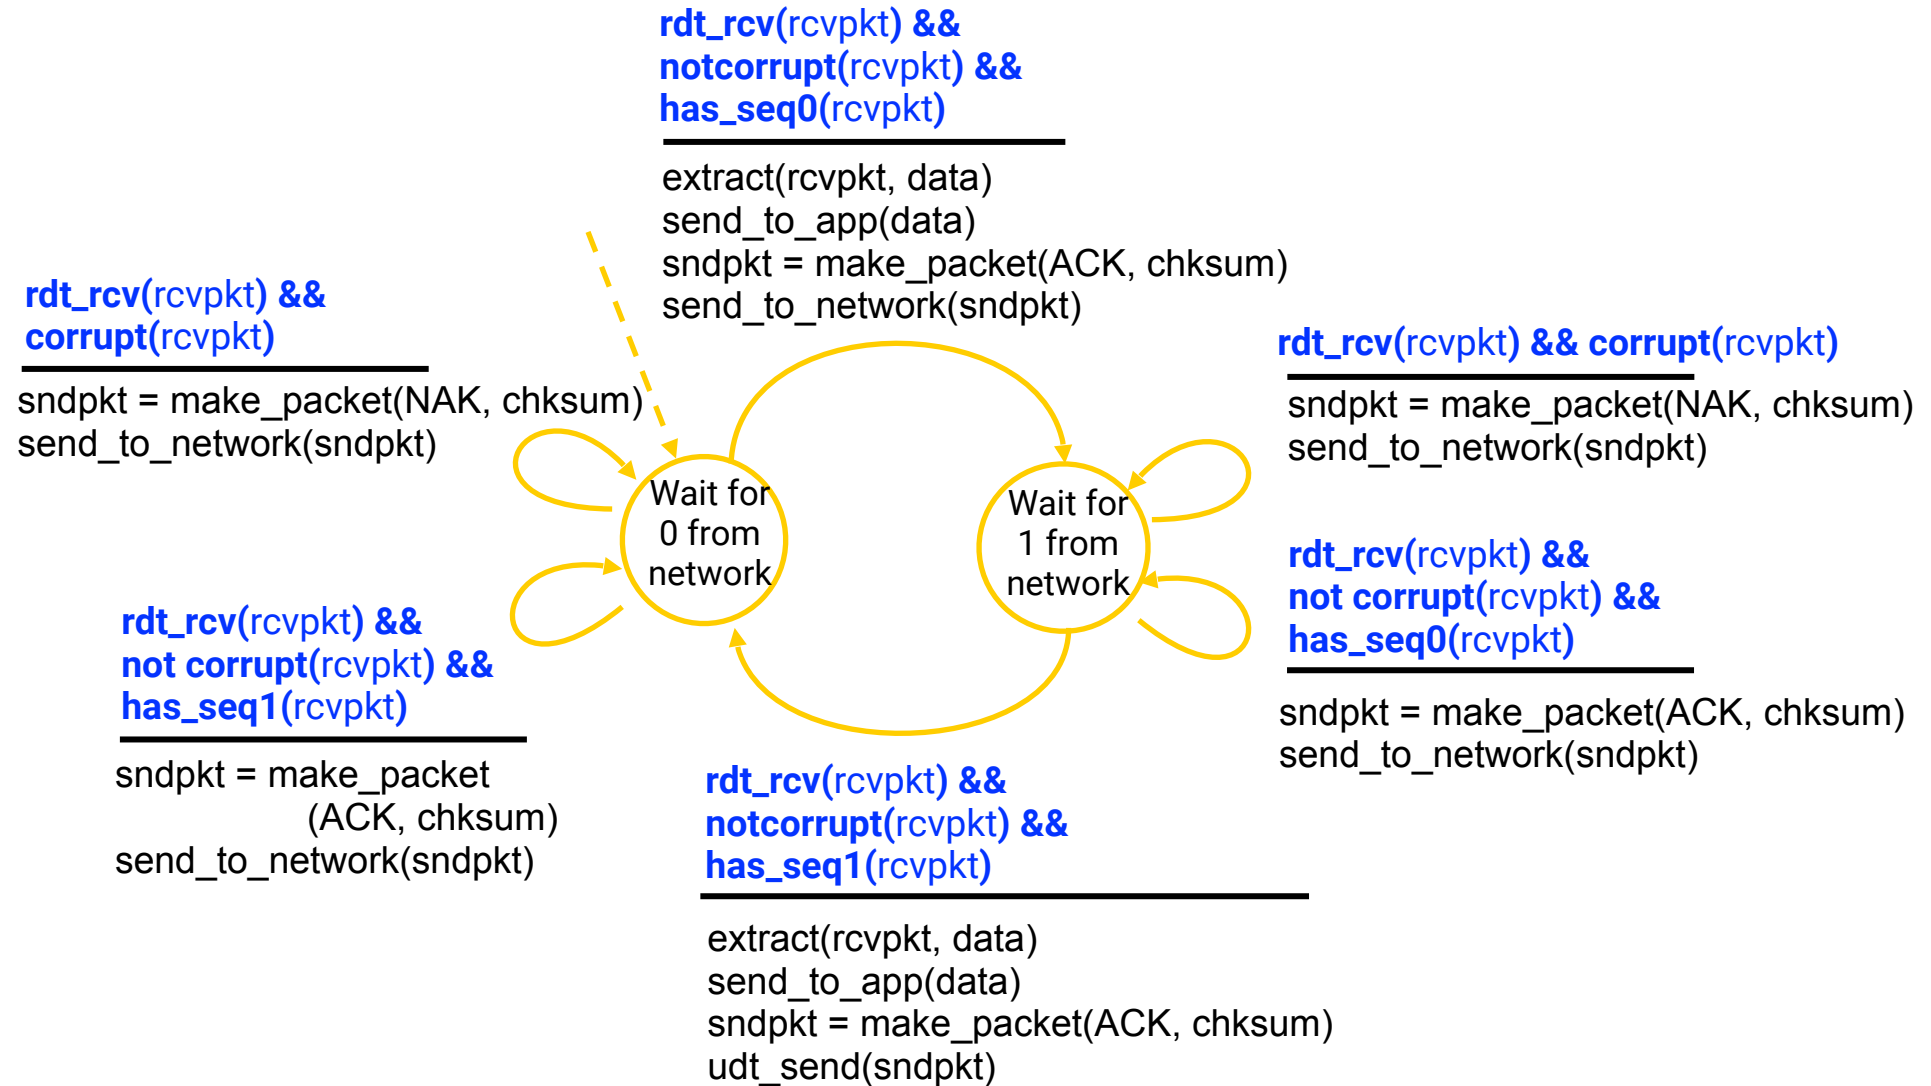 rdt_rcv(rcvpkt) &&
notcorrupt(rcvpkt) &&
has_seq0(rcvpkt)
extract(rcvpkt, data)
send_to_app(data)
sndpkt = make_packet(ACK, chksum)
send_to_network(sndpkt)
rdt_rcv(rcvpkt) &&
corrupt(rcvpkt)
sndpkt = make_packet(NAK, chksum)
send_to_network(sndpkt)
rdt_rcv(rcvpkt) && corrupt(rcvpkt)
sndpkt = make_packet(NAK, chksum)
send_to_network(sndpkt)
Wait for
0 from
network
Wait for
1 from
network
rdt_rcv(rcvpkt) &&
not corrupt(rcvpkt) &&
has_seq1(rcvpkt)
sndpkt = make_packet
(ACK, chksum)
send_to_network(sndpkt)
rdt_rcv(rcvpkt) &&
not corrupt(rcvpkt) &&
has_seq0(rcvpkt)
sndpkt = make_packet(ACK, chksum)
send_to_network(sndpkt)
rdt_rcv(rcvpkt) &&
notcorrupt(rcvpkt) &&
has_seq1(rcvpkt)
extract(rcvpkt, data)
send_to_app(data)
sndpkt = make_packet(ACK, chksum)
udt_send(sndpkt)